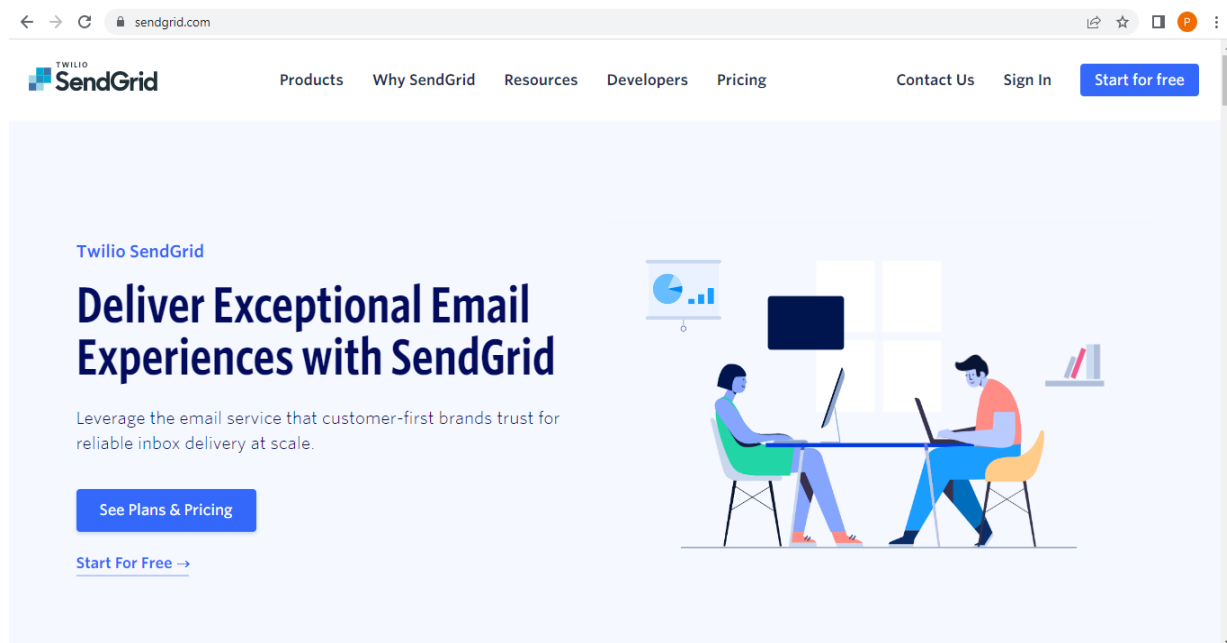 sendgrid.com
P
TWILIO
SendGrid
Products Why SendGrid Resources Developers Pricing Contact Us Sign In Start for free
Twilio SendGrid
Deliver Exceptional Email
Experiences with SendGrid
Leverage the email service that customer-first brands trust for
reliable inbox delivery at scale.
See Plans & Pricing
Start For Free →